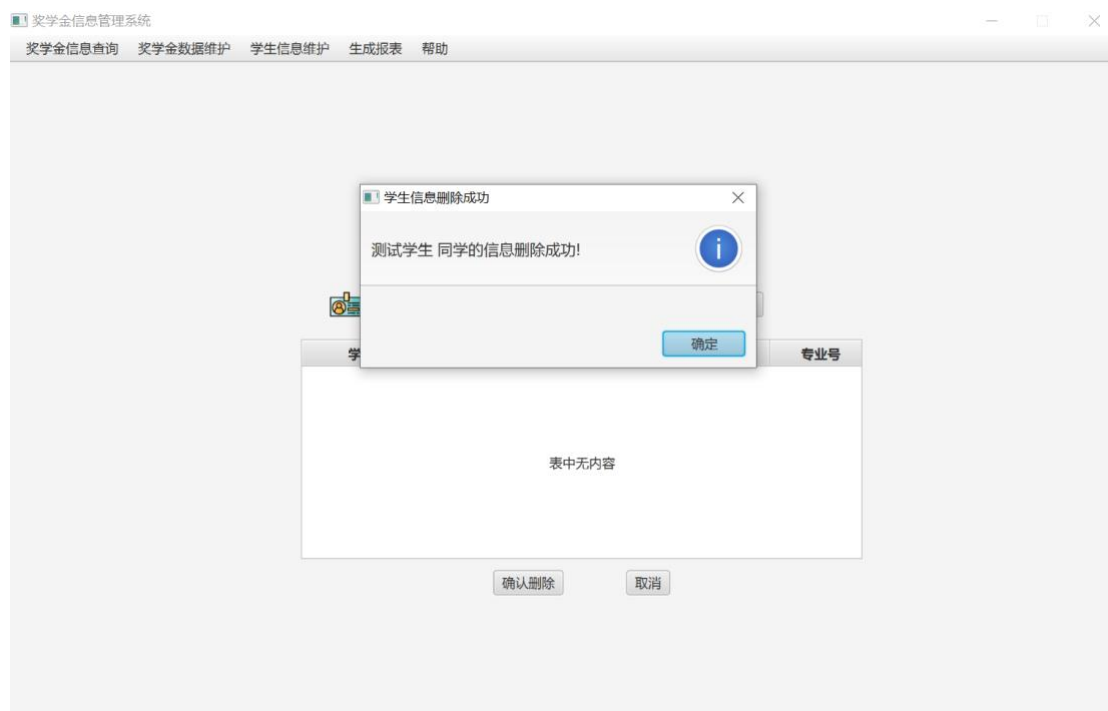 奖学金信息管理系统
奖学金信息查询 奖学金数据维护 学生信息维护 生成报表 帮助
学生信息删除成功
测试学生 同学的信息删除成功!
确定
学 专业号
表中无内容
确认删除 取消